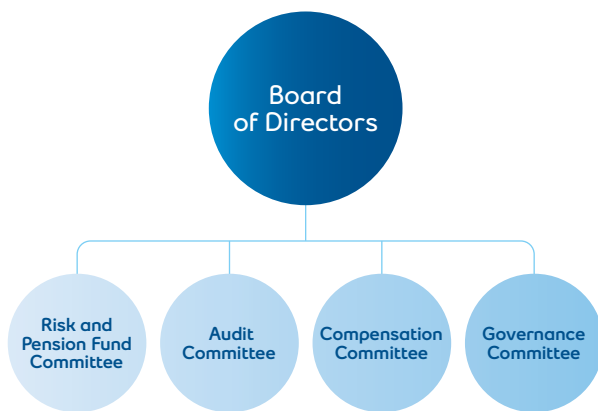 Board
of Directors
Risk and
Pension Fund
Committee
Audit
Committee
Compensation
Committee
Governance
Committee